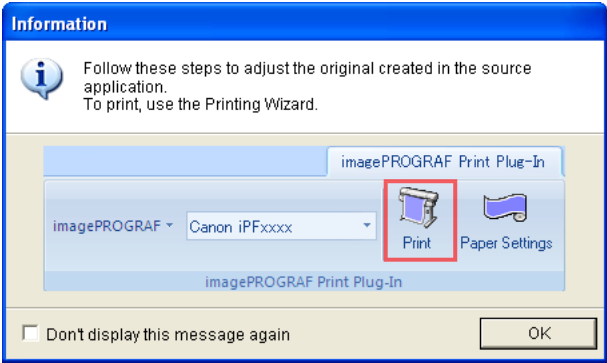 Information
Follow these steps to adjust the original created in the source
application.
To print, use the Printing Wizard.
imagePROGRAF Print Plug-In
imagePROGRAF
Canon iPFxxxx
Print
Paper Settings
imagePROGRAF Print Plug-In
Don't display this message again
OK